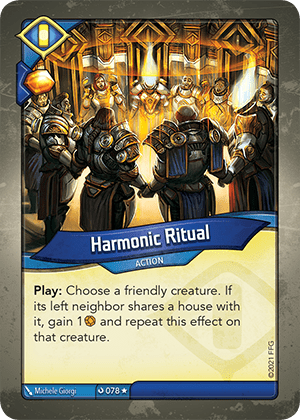 Harmonic Ritual
ACTION
Play: Choose a friendly creature. If
its left neighbor shares a house with
it, gain 1 and repeat this effect on
that creature.
Michele Giorgi
078
©2021 FFG